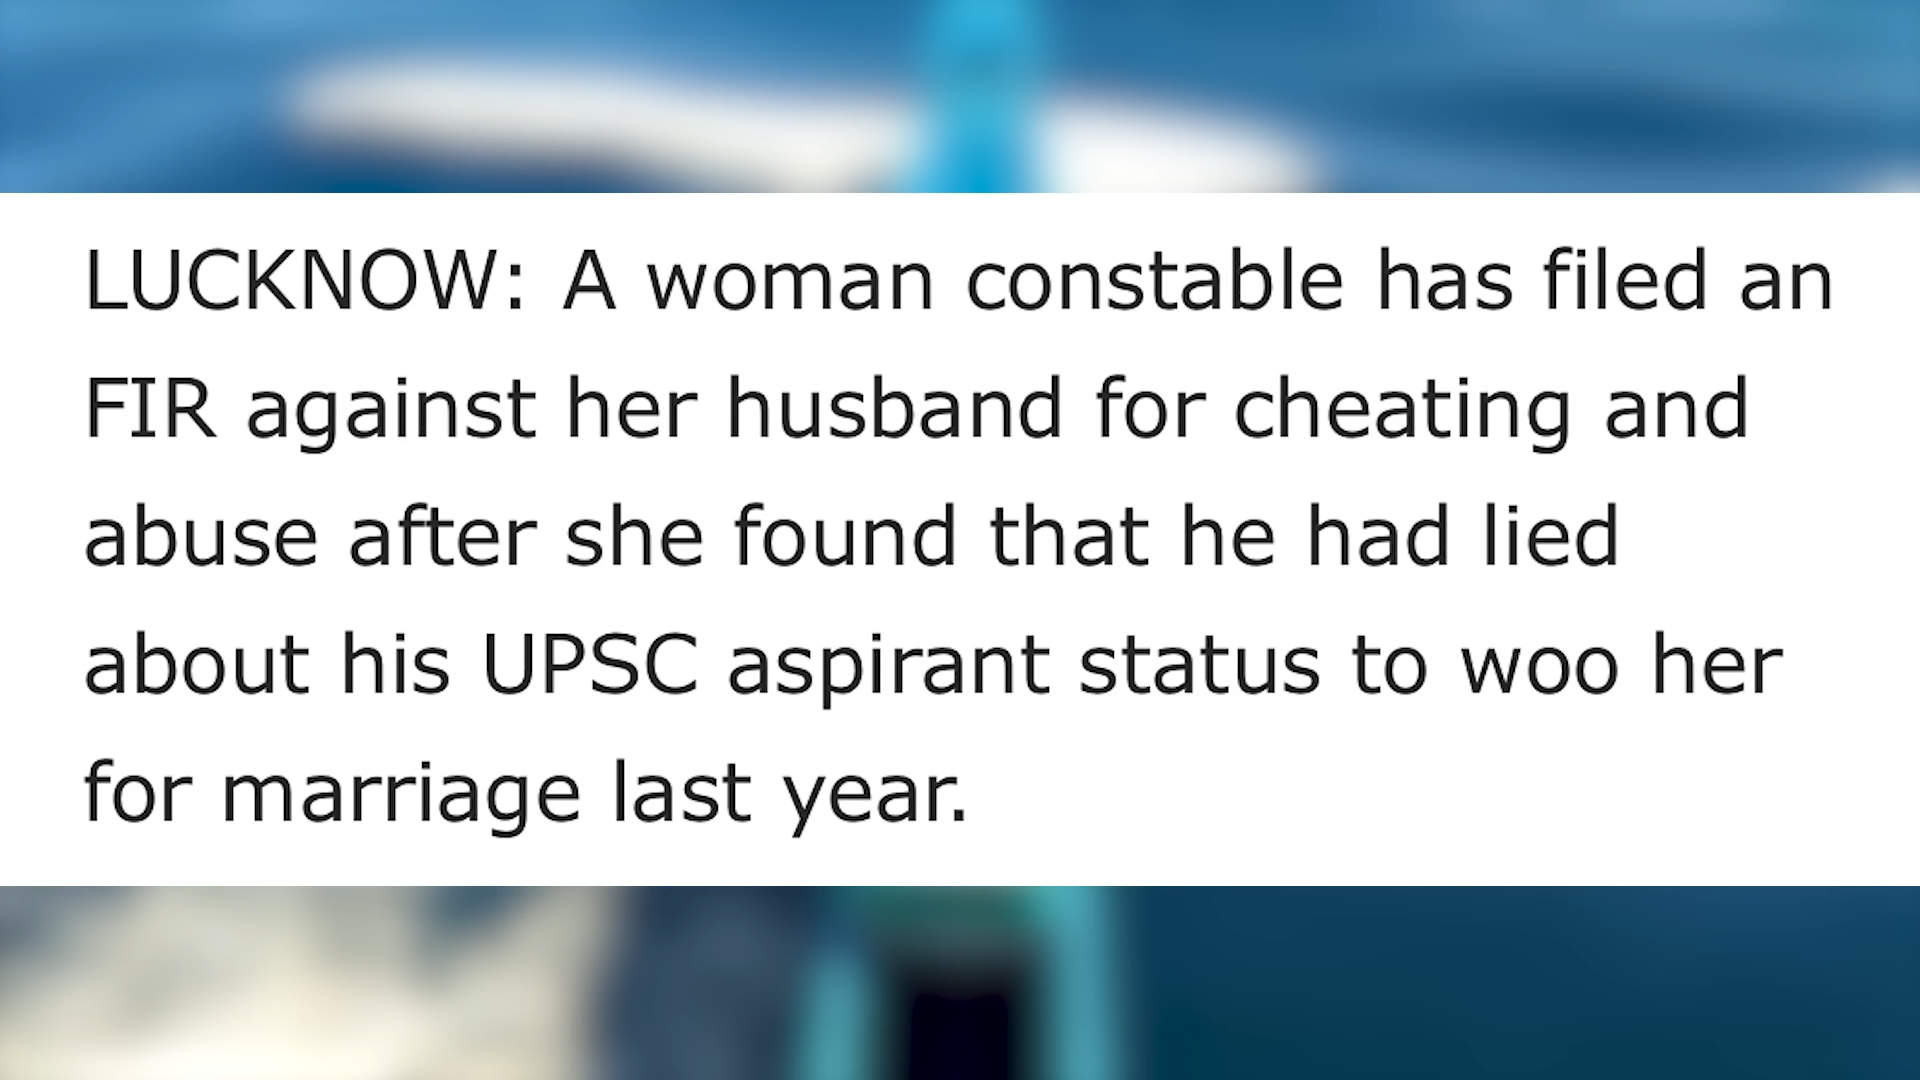 LUCKNOW: A woman constable has filed an
FIR against her husband for cheating and
abuse after she found that he had lied
about his UPSC aspirant status to woo her
for marriage last year.